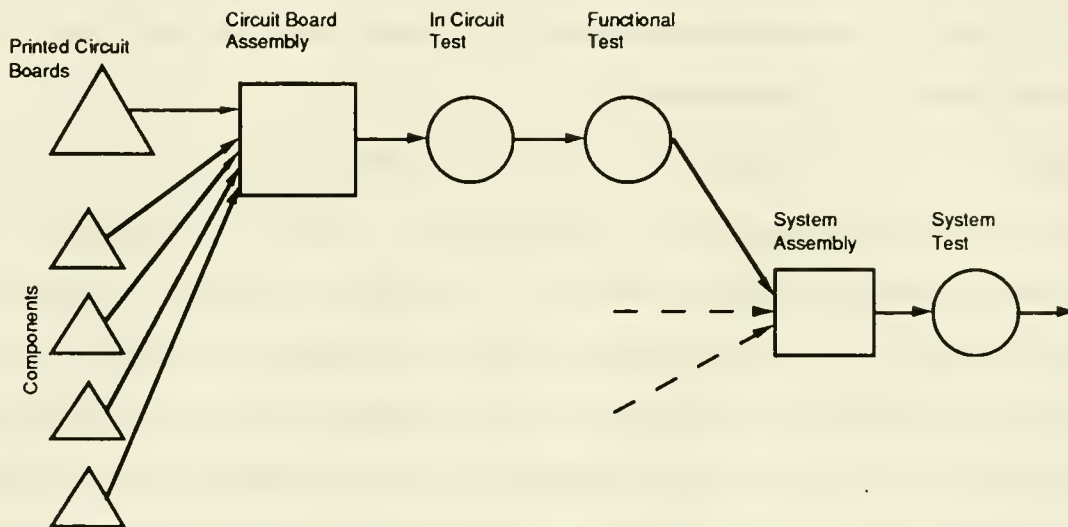 Printed Circuit
Boards
Circuit Board
Assembly
In Circuit
Test
Functional
Test
System
Assembly
System
Test
Components